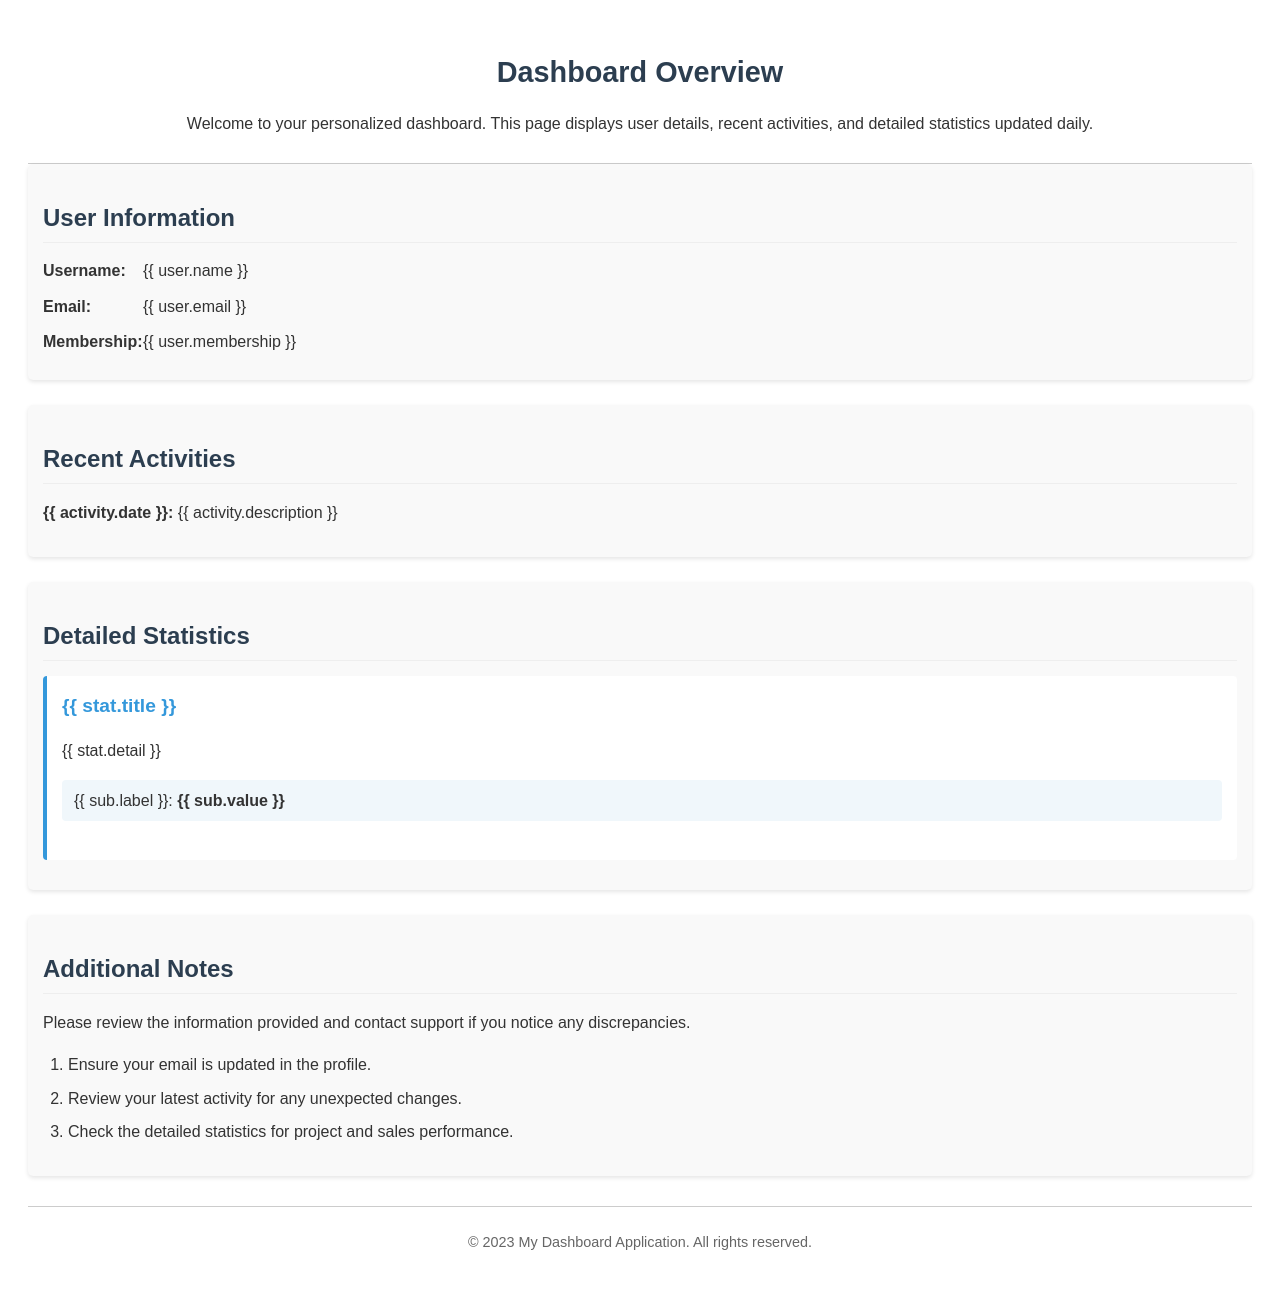 Dashboard Overview
Welcome to your personalized dashboard. This page displays user details, recent activities, and detailed statistics updated daily.
User Information
Username: {{ user.name }}
Email: {{ user.email }}
Membership: {{ user.membership }}
Recent Activities
{{ activity.date }}: {{ activity.description }}
Detailed Statistics
{{ stat.title }}
{{ stat.detail }}
{{ sub.label }}: {{ sub.value }}
Additional Notes
Please review the information provided and contact support if you notice any discrepancies.
1. Ensure your email is updated in the profile.
2. Review your latest activity for any unexpected changes.
3. Check the detailed statistics for project and sales performance.
© 2023 My Dashboard Application. All rights reserved.